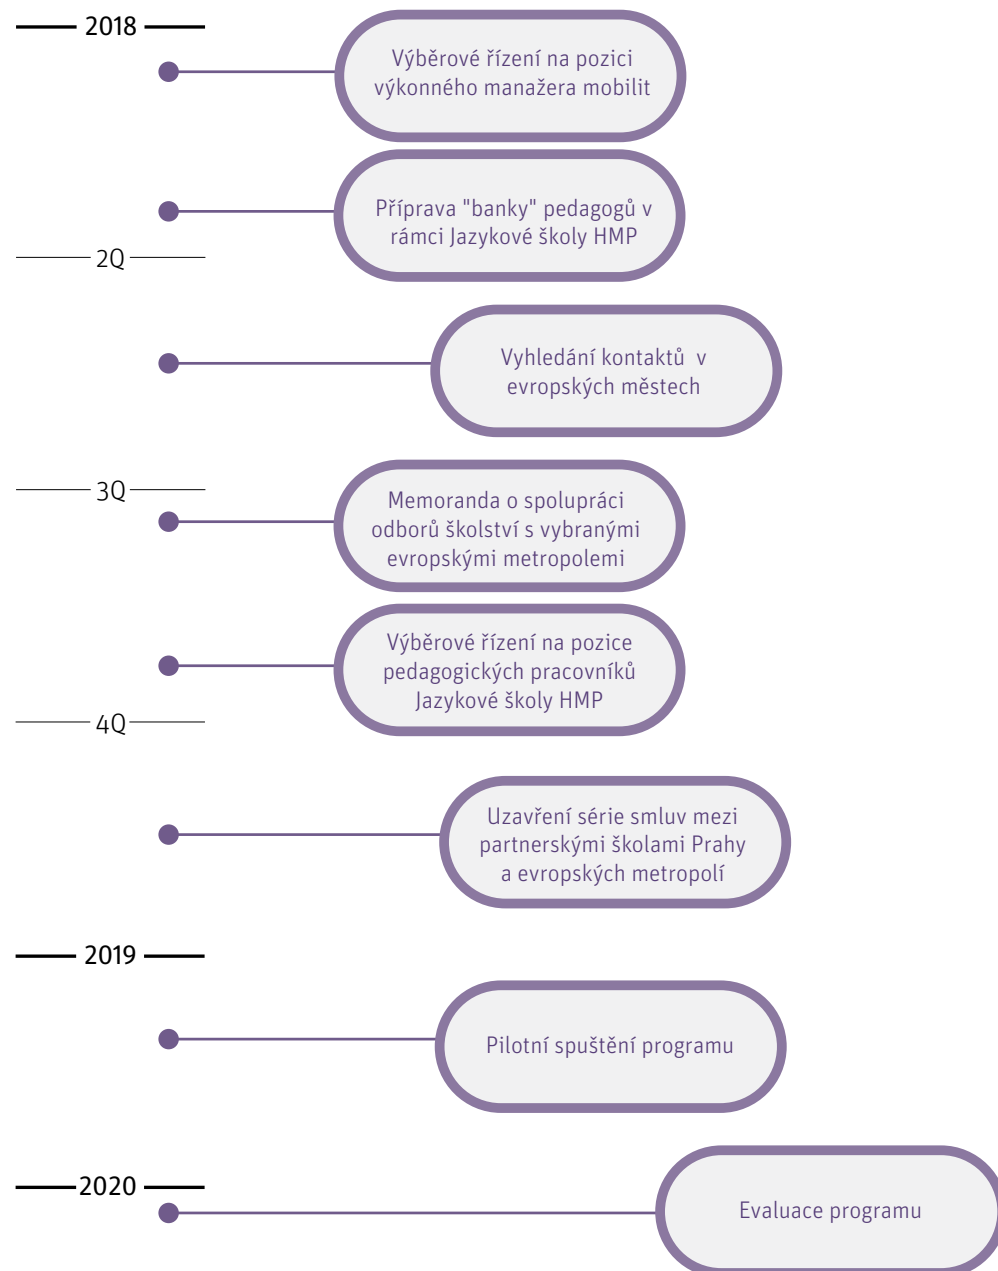 2018
Výběrové řízení na pozici
výkonného manažera mobilit
Příprava "banky" pedagogů v
rámci Jazykové školy HMP
2Q
Vyhledání kontaktů  v
evropských městech
3Q
Memoranda o spolupráci
odborů školství s vybranými
evropskými metropolemi
Výběrové řízení na pozice
pedagogických pracovníků
Jazykové školy HMP
4Q
Uzavření série smluv mezi
partnerskými školami Prahy
a evropských metropolí
2019
Pilotní spuštění programu
2020
Evaluace programu